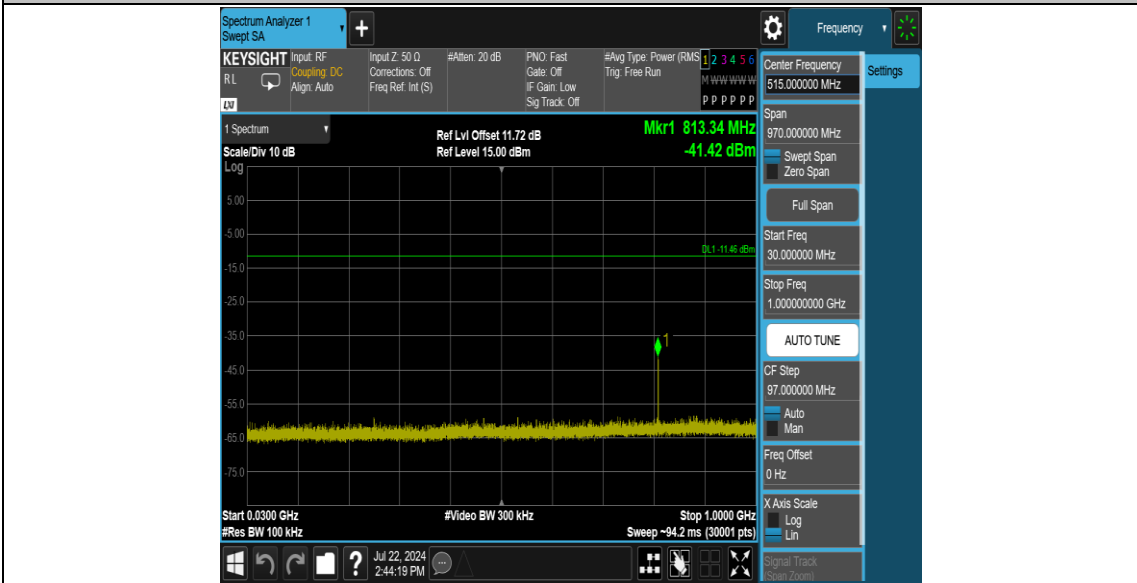 Spectrum Analyzer 1
Swept SA
+
Frequency
KEYSIGHT
R L
LXI
Input: RF
Coupling: DC
Align: Auto
Input Z: 50 Ω
Corrections: Off
Freq Ref: Int (S)
#Atten: 20 dB
PNO: Fast
Gate: Off
IF Gain: Low
Sig Track: Off
#Avg Type: Power (RMS
Trig: Free Run
1 2 3 4 5 6
M W W W W W
P P P P P P
1 Spectrum
Scale/Div 10 dB
Ref Lvl Offset 11.72 dB
Ref Level 15.00 dBm
Mkr1 813.34 MHz
-41.42 dBm
Log
5.00
-5.00
DL1 -11.46 dBm
-15.0
-25.0
-35.0
1
-45.0
-55.0
-65.0
-75.0
Start 0.0300 GHz
#Video BW 300 kHz
Stop 1.0000 GHz
#Res BW 100 kHz
Sweep ~94.2 ms (30001 pts)
?
Jul 22, 2024
2:44:19 PM
Center Frequency
515.000000 MHz
Settings
Span
970.000000 MHz
Swept Span
Zero Span
Full Span
Start Freq
30.000000 MHz
Stop Freq
1.000000000 GHz
AUTO TUNE
CF Step
97.000000 MHz
Auto
Man
Freq Offset
0 Hz
X Axis Scale
Log
Lin
Signal Track
(Span Zoom)